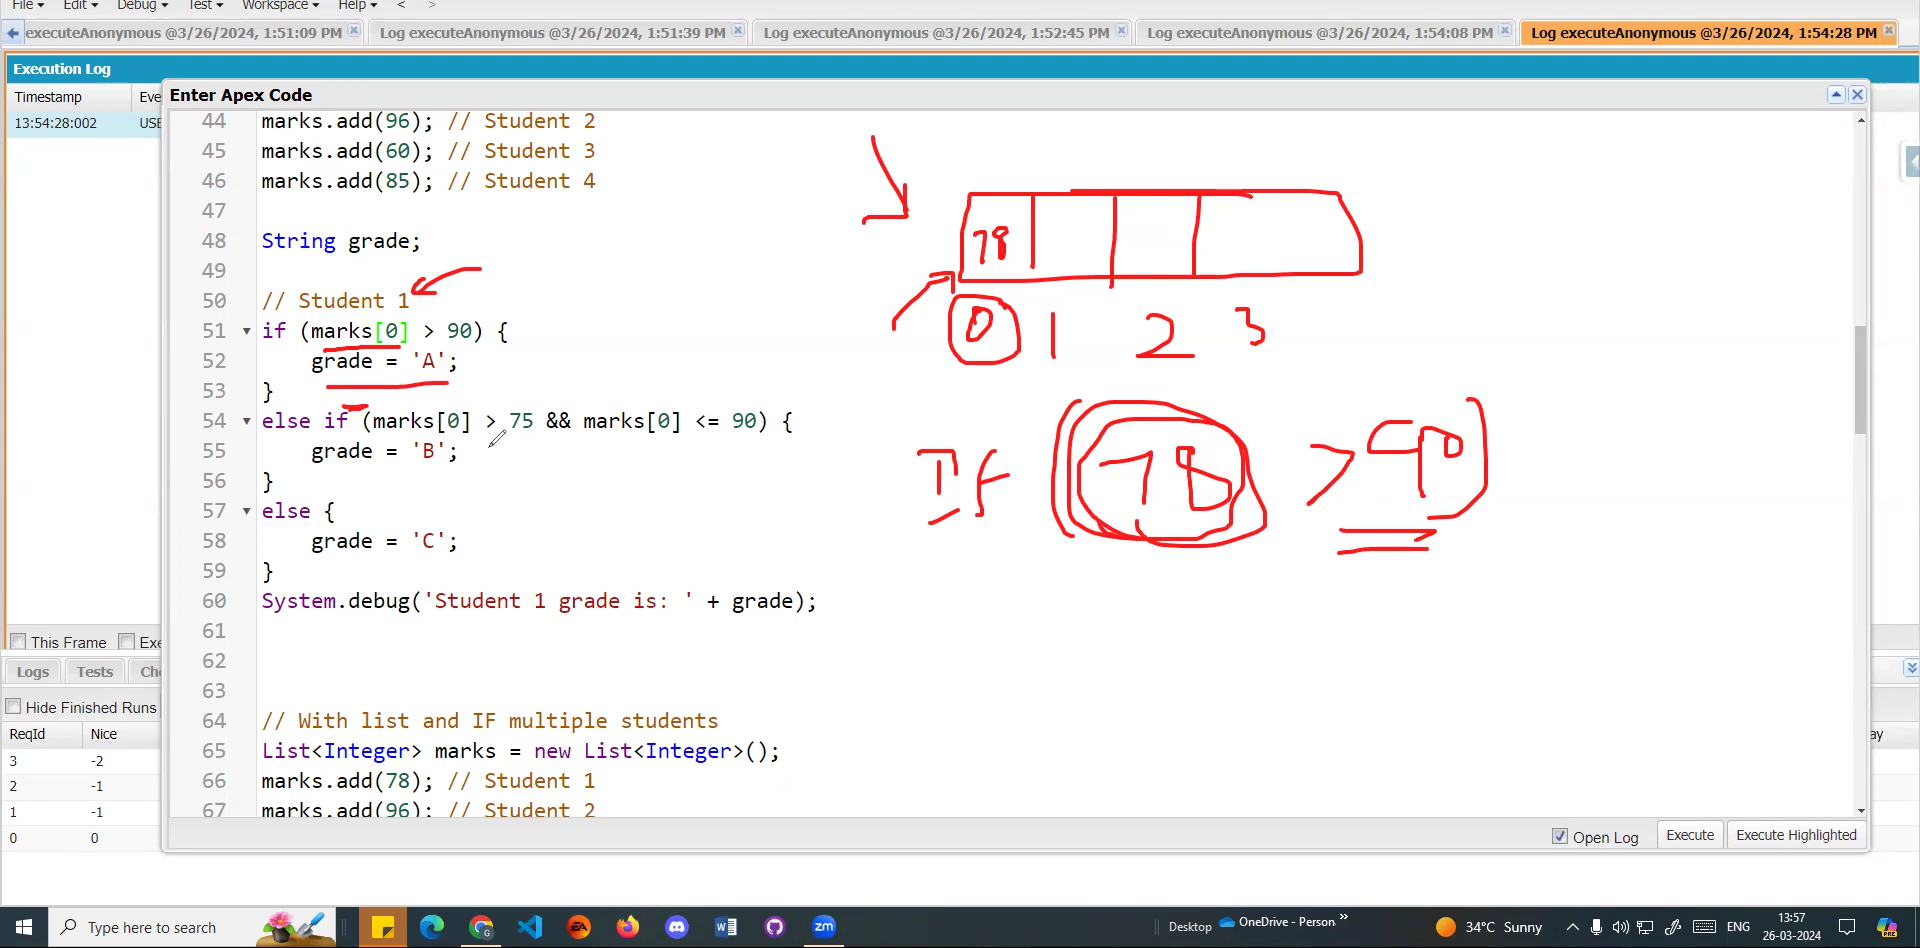 File Edit Debug Test Workspace Help < >
executeAnonymous @3/26/2024, 1:51:09 PM Log executeAnonymous @3/26/2024, 1:51:39 PM Log executeAnonymous @3/26/2024, 1:52:45 PM Log executeAnonymous @3/26/2024, 1:54:08 PM Log executeAnonymous @3/26/2024, 1:54:28 PM
Execution Log
Timestamp Eve
13:54:28:002 USE
Enter Apex Code
44 marks.add(96); // Student 2
45 marks.add(60); // Student 3
46 marks.add(85); // Student 4
47
48 String grade;
49
50 // Student 1
51 if (marks[0] > 90) {
52 grade = 'A';
53 }
54 else if (marks[0] > 75 && marks[0] <= 90) {
55 grade = 'B';
56 }
57 else {
58 grade = 'C';
59 }
60 System.debug('Student 1 grade is: ' + grade);
61
62
63
64 // With list and IF multiple students
65 List<Integer> marks = new List<Integer>();
66 marks.add(78); // Student 1
67 marks.add(96); // Student 2
78
0 1 2 3
IF (78 > 90)
This Frame Exe
Logs Tests Che
Hide Finished Runs
ReqId Nice
3 -2
2 -1
1 -1
0 0
ay
Open Log Execute Execute Highlighted
Type here to search
Desktop OneDrive - Person
34°C Sunny
ENG
13:57
26-03-2024